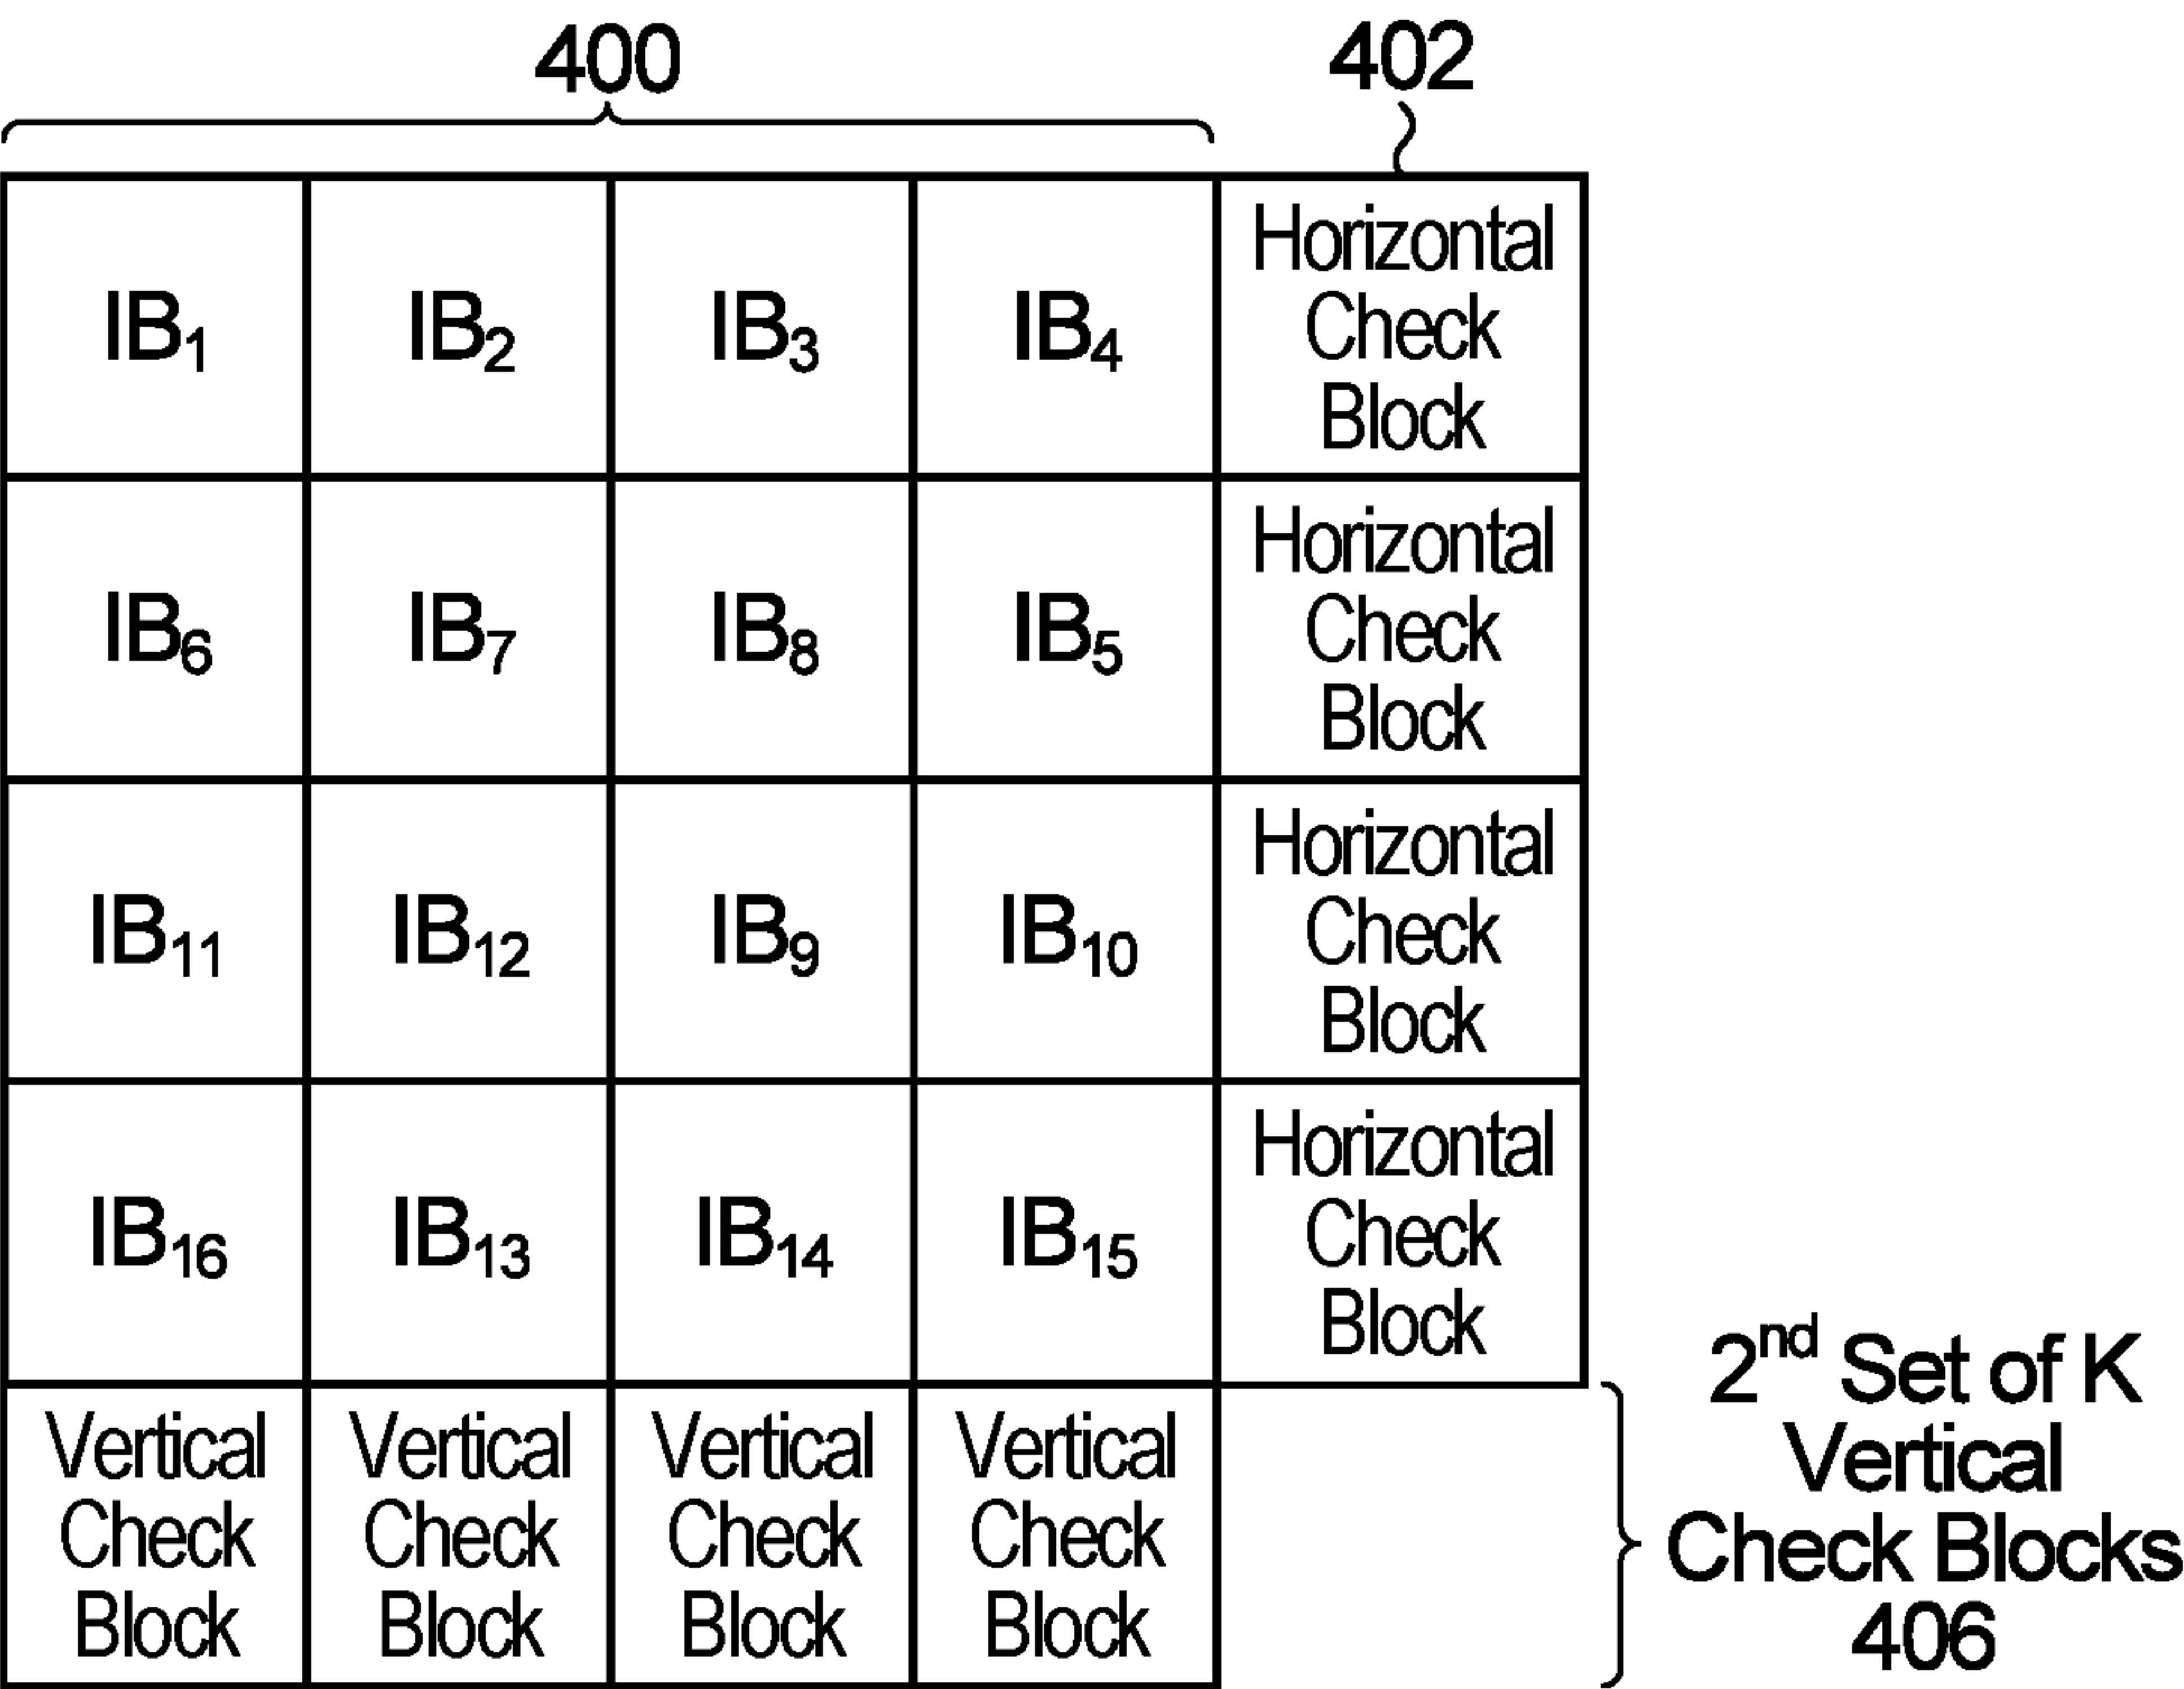 400 402
IB₁ IB₂ IB₃ IB₄ Horizontal
Check
Block
IB₆ IB₇ IB₈ IB₅ Horizontal
Check
Block
IB₁₁ IB₁₂ IB₉ IB₁₀ Horizontal
Check
Block
IB₁₆ IB₁₃ IB₁₄ IB₁₅ Horizontal
Check
Block
Vertical
Check
Block
Vertical
Check
Block
Vertical
Check
Block
Vertical
Check
Block
2nd Set of K
Vertical
Check Blocks
406